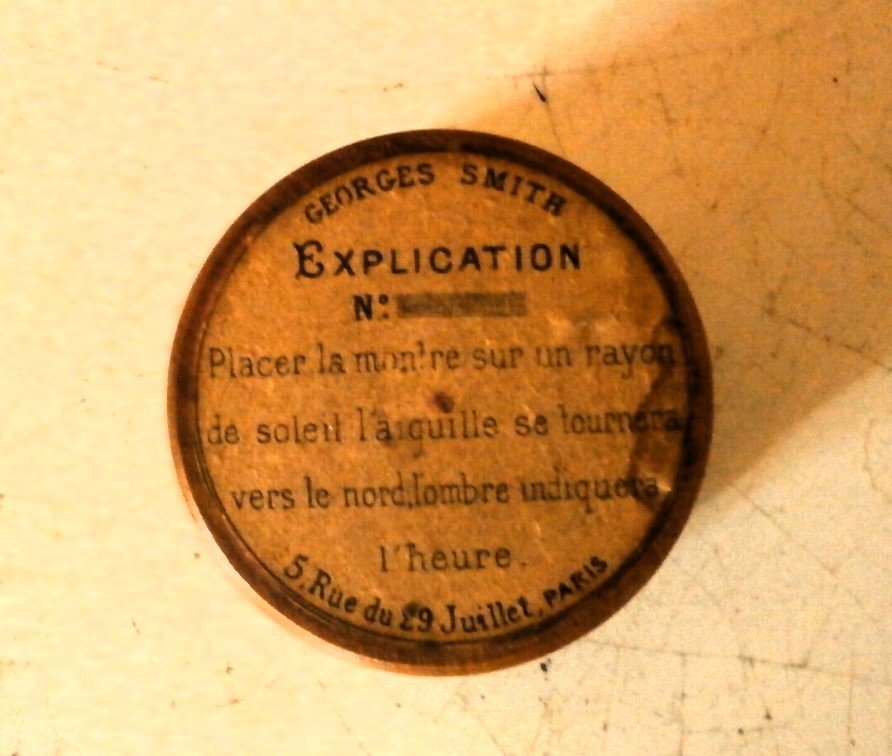 GEORGES SMITH
EXPLICATION
N°:
Placer la montre sur un rayon
de soleil l'aiguille se tournera
vers le nord, lombre indiquera
l'heure.
5, Rue du 29 Juillet, PARIS